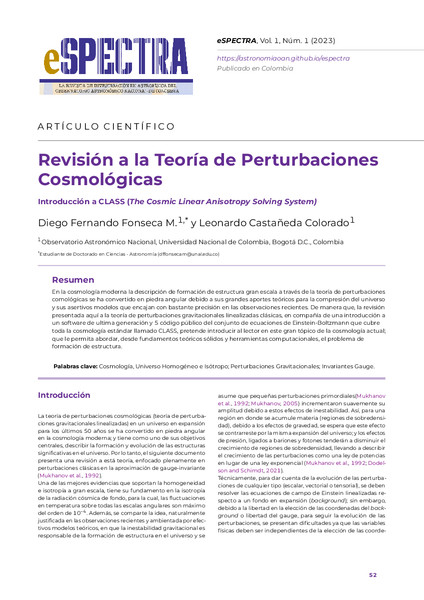 eSPECTRA
LA REVISTA DE ESTUDIANTES EN ASTRONOMÍA DEL
OBSERVATORIO ASTRONÓMICO NACIONAL
eSPECTRA, Vol. 1, Núm. 1 (2023)
https://astronomiaoan.github.io/espectra
Publicado en Colombia
ARTÍCULO CIENTÍFICO
Revisión a la Teoría de Perturbaciones
Cosmológicas
Introducción a CLASS (The Cosmic Linear Anisotropy Solving System)
Diego Fernando Fonseca M.1,* y Leonardo Castañeda Colorado1
1 Observatorio Astronómico Nacional, Universidad Nacional de Colombia, Bogotá D.C., Colombia
*Estudiante de Doctorado en Ciencias - Astronomía (dffonsecam@unal.edu.co)
Resumen
En la cosmología moderna la descripción de formación de estructura gran escala a través de la teoría de perturbaciones
comológicas se ha convertido en piedra angular debido a sus grandes aportes teóricos para la compresión del universo
y sus asertivos modelos que encajan con bastante precisión en las observaciones recientes. De manera que, la revisión
presentada aquí a la teoría de perturbaciones gravitacionales linealizadas clásicas, en compañía de una introducción a
un software de ultima generación y 5 código público del conjunto de ecuaciones de Einstein-Boltzmann que cubre
toda la cosmología estándar llamado CLASS, pretende introducir al lector en este gran tópico de la cosmología actual;
que le permita abordar, desde fundamentos teóricos sólidos y herramientas computacionales, el problema de
formación de estructura.
Palabras clave: Cosmología, Universo Homogéneo e Isótropo; Perturbaciones Gravitacionales; Invariantes Gauge.
Introducción
La teoría de perturbaciones cosmológicas (teoría de perturba-
ciones gravitacionales linealizadas) en un universo en expansión
para los últimos 50 años se ha convertido en piedra angular
en la cosmología moderna; y tiene como uno de sus objetivos
centrales, describir la formación y evolución de las estructuras
significativas en el universo. Por lo tanto, el siguiente documento
presenta una revisión a esta teoría, enfocada plenamente en
perturbaciones clásicas en la aproximación de gauge-invariante
(Mukhanov et al., 1992).
Una de las mejores evidencias que soportan la homogeneidad
e isotropía a gran escala, tiene su fundamento en la isotropía
de la radiación cósmica de fondo, para la cual, las fluctuaciones
en temperatura sobre todas las escalas angulares son máximo
del orden de 10−5. Además, se comparte la idea, naturalmente
justificada en las observaciones recientes y ambientada por efec-
tivos modelos teóricos, en que la inestabilidad gravitacional es
responsable de la formación de estructura en el universo y se
asume que pequeñas perturbaciones primordiales(Mukhanov
et al., 1992; Mukhanov, 2005) incrementaron suavemente su
amplitud debido a estos efectos de inestabilidad. Así, para una
región en donde se acumule materia (regiones de sobredensi-
dad), debido a los efectos de gravedad, se espera que este efecto
se contrarreste por la misma expansión del universo; y los efectos
de presión, ligados a bariones y fotones tenderán a disminuir el
crecimiento de regiones de sobredensidad, llevando a describir
el crecimiento de las perturbaciones como una ley de potencias
en lugar de una ley exponencial (Mukhanov et al., 1992; Dodel-
son and Schimdt, 2021).
Técnicamente, para dar cuenta de la evolución de las perturba-
ciones de cualquier tipo (escalar, vectorial o tensorial), se deben
resolver las ecuaciones de campo de Einstein linealizadas re-
specto a un fondo en expansión (background); sin embargo,
debido a la libertad en la elección de las coordenadas del back-
ground o libertad del gauge, para seguir la evolución de las
perturbaciones, se presentan dificultades ya que las variables
físicas deben ser independientes de la elección de las coorde-
52